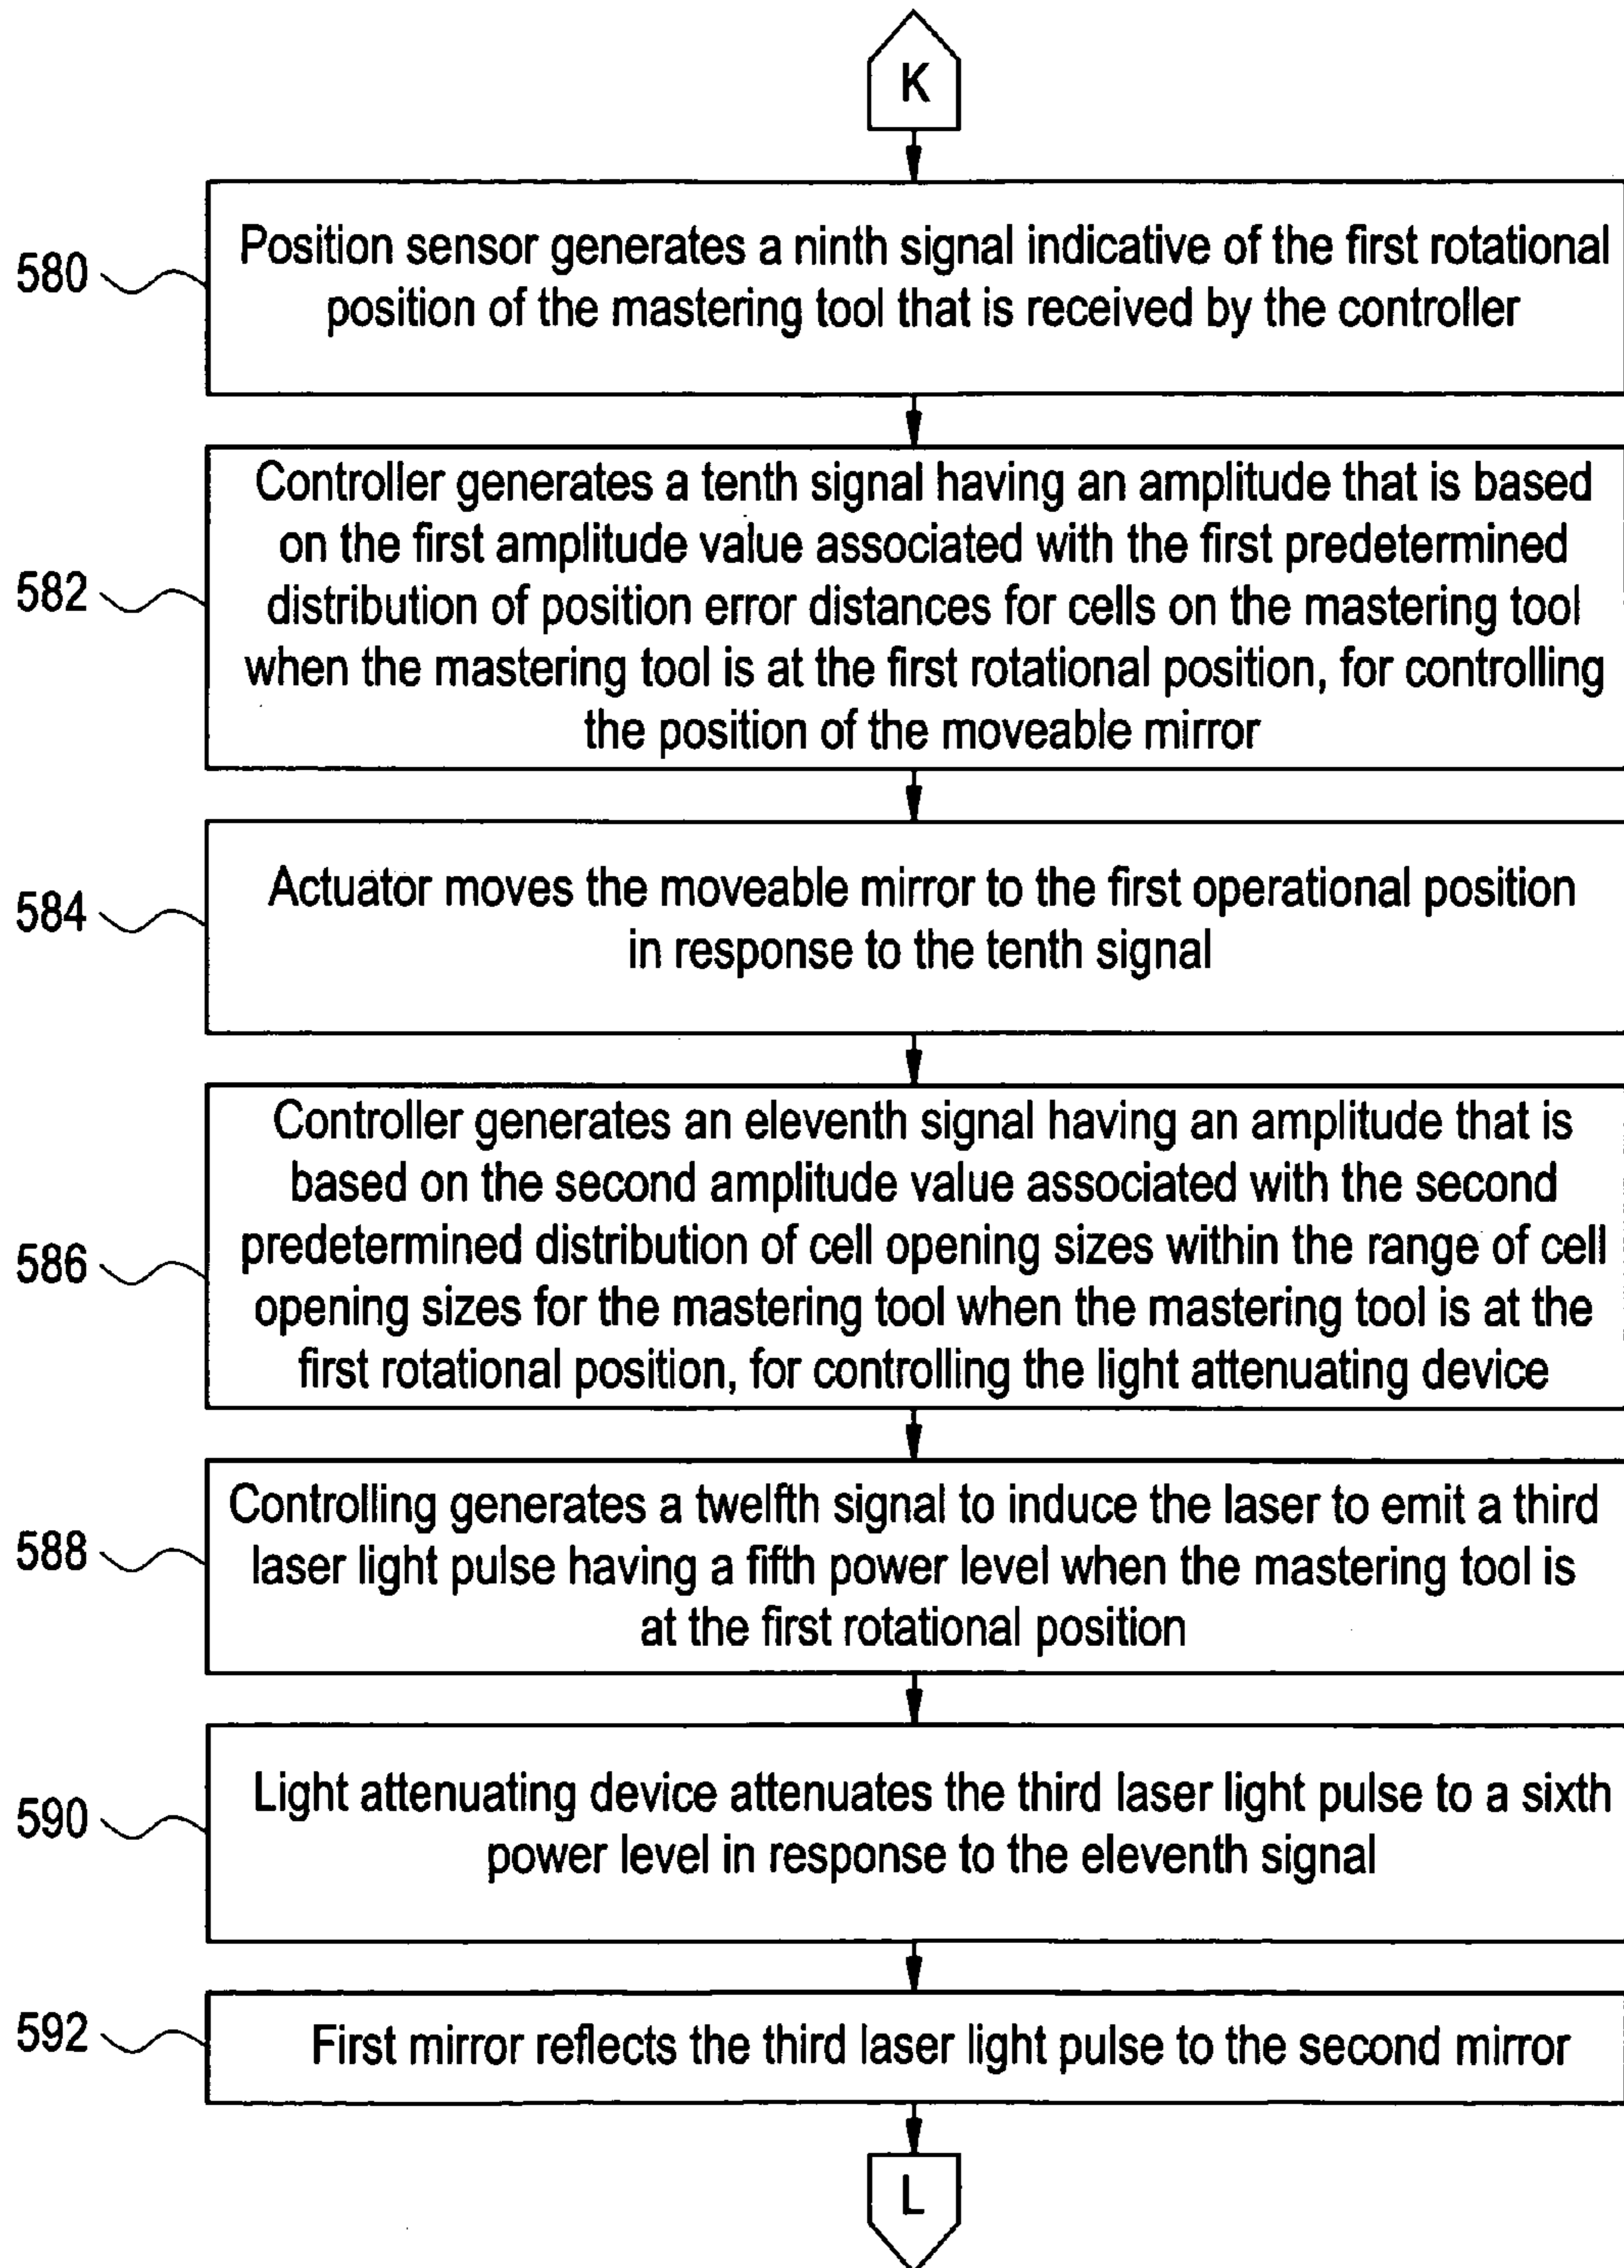 K
580
Position sensor generates a ninth signal indicative of the first rotational
position of the mastering tool that is received by the controller
582
Controller generates a tenth signal having an amplitude that is based
on the first amplitude value associated with the first predetermined
distribution of position error distances for cells on the mastering tool
when the mastering tool is at the first rotational position, for controlling
the position of the moveable mirror
584
Actuator moves the moveable mirror to the first operational position
in response to the tenth signal
586
Controller generates an eleventh signal having an amplitude that is
based on the second amplitude value associated with the second
predetermined distribution of cell opening sizes within the range of cell
opening sizes for the mastering tool when the mastering tool is at the
first rotational position, for controlling the light attenuating device
588
Controlling generates a twelfth signal to induce the laser to emit a third
laser light pulse having a fifth power level when the mastering tool is
at the first rotational position
590
Light attenuating device attenuates the third laser light pulse to a sixth
power level in response to the eleventh signal
592
First mirror reflects the third laser light pulse to the second mirror
L